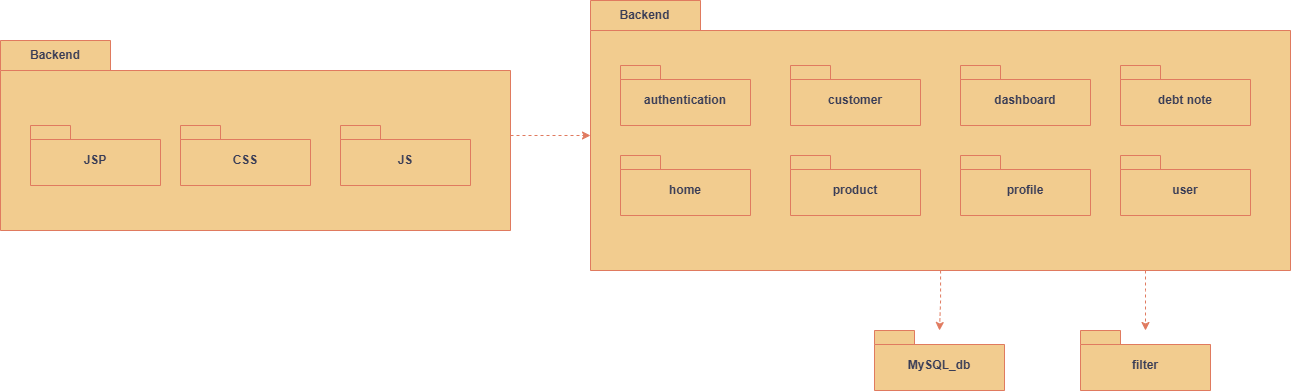 Backend
Backend
authentication
customer
dashboard
debt note
JSP
CSS
JS
home
product
profile
user
MySQL_db
filter